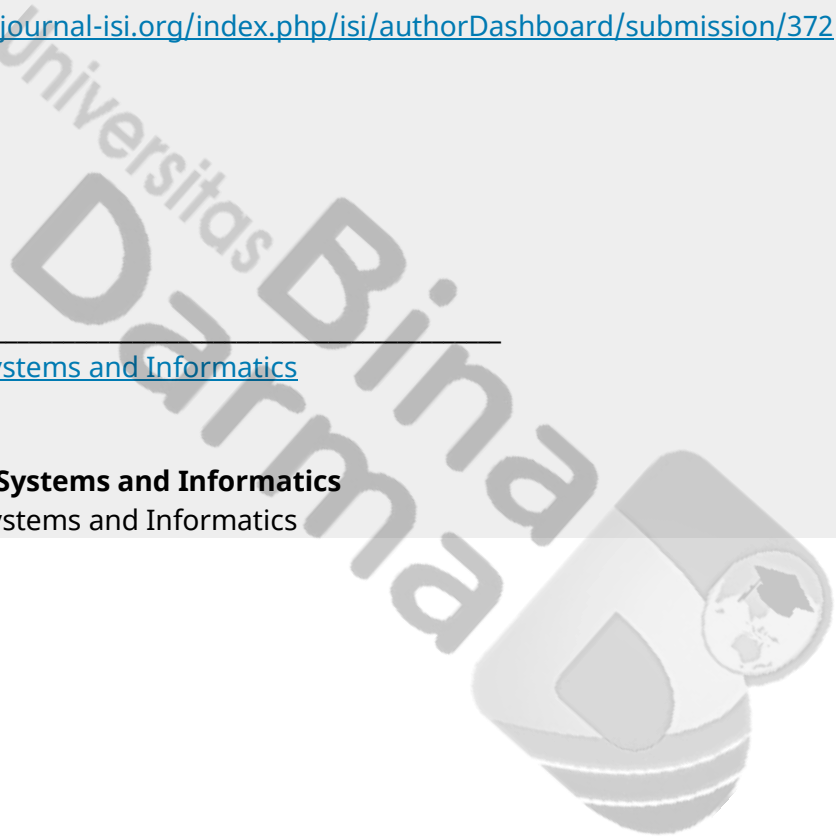 journal-isi.org/index.php/isi/authorDashboard/submission/372
Universitas
Bina
Darma
ystems and Informatics
Systems and Informatics
ystems and Informatics